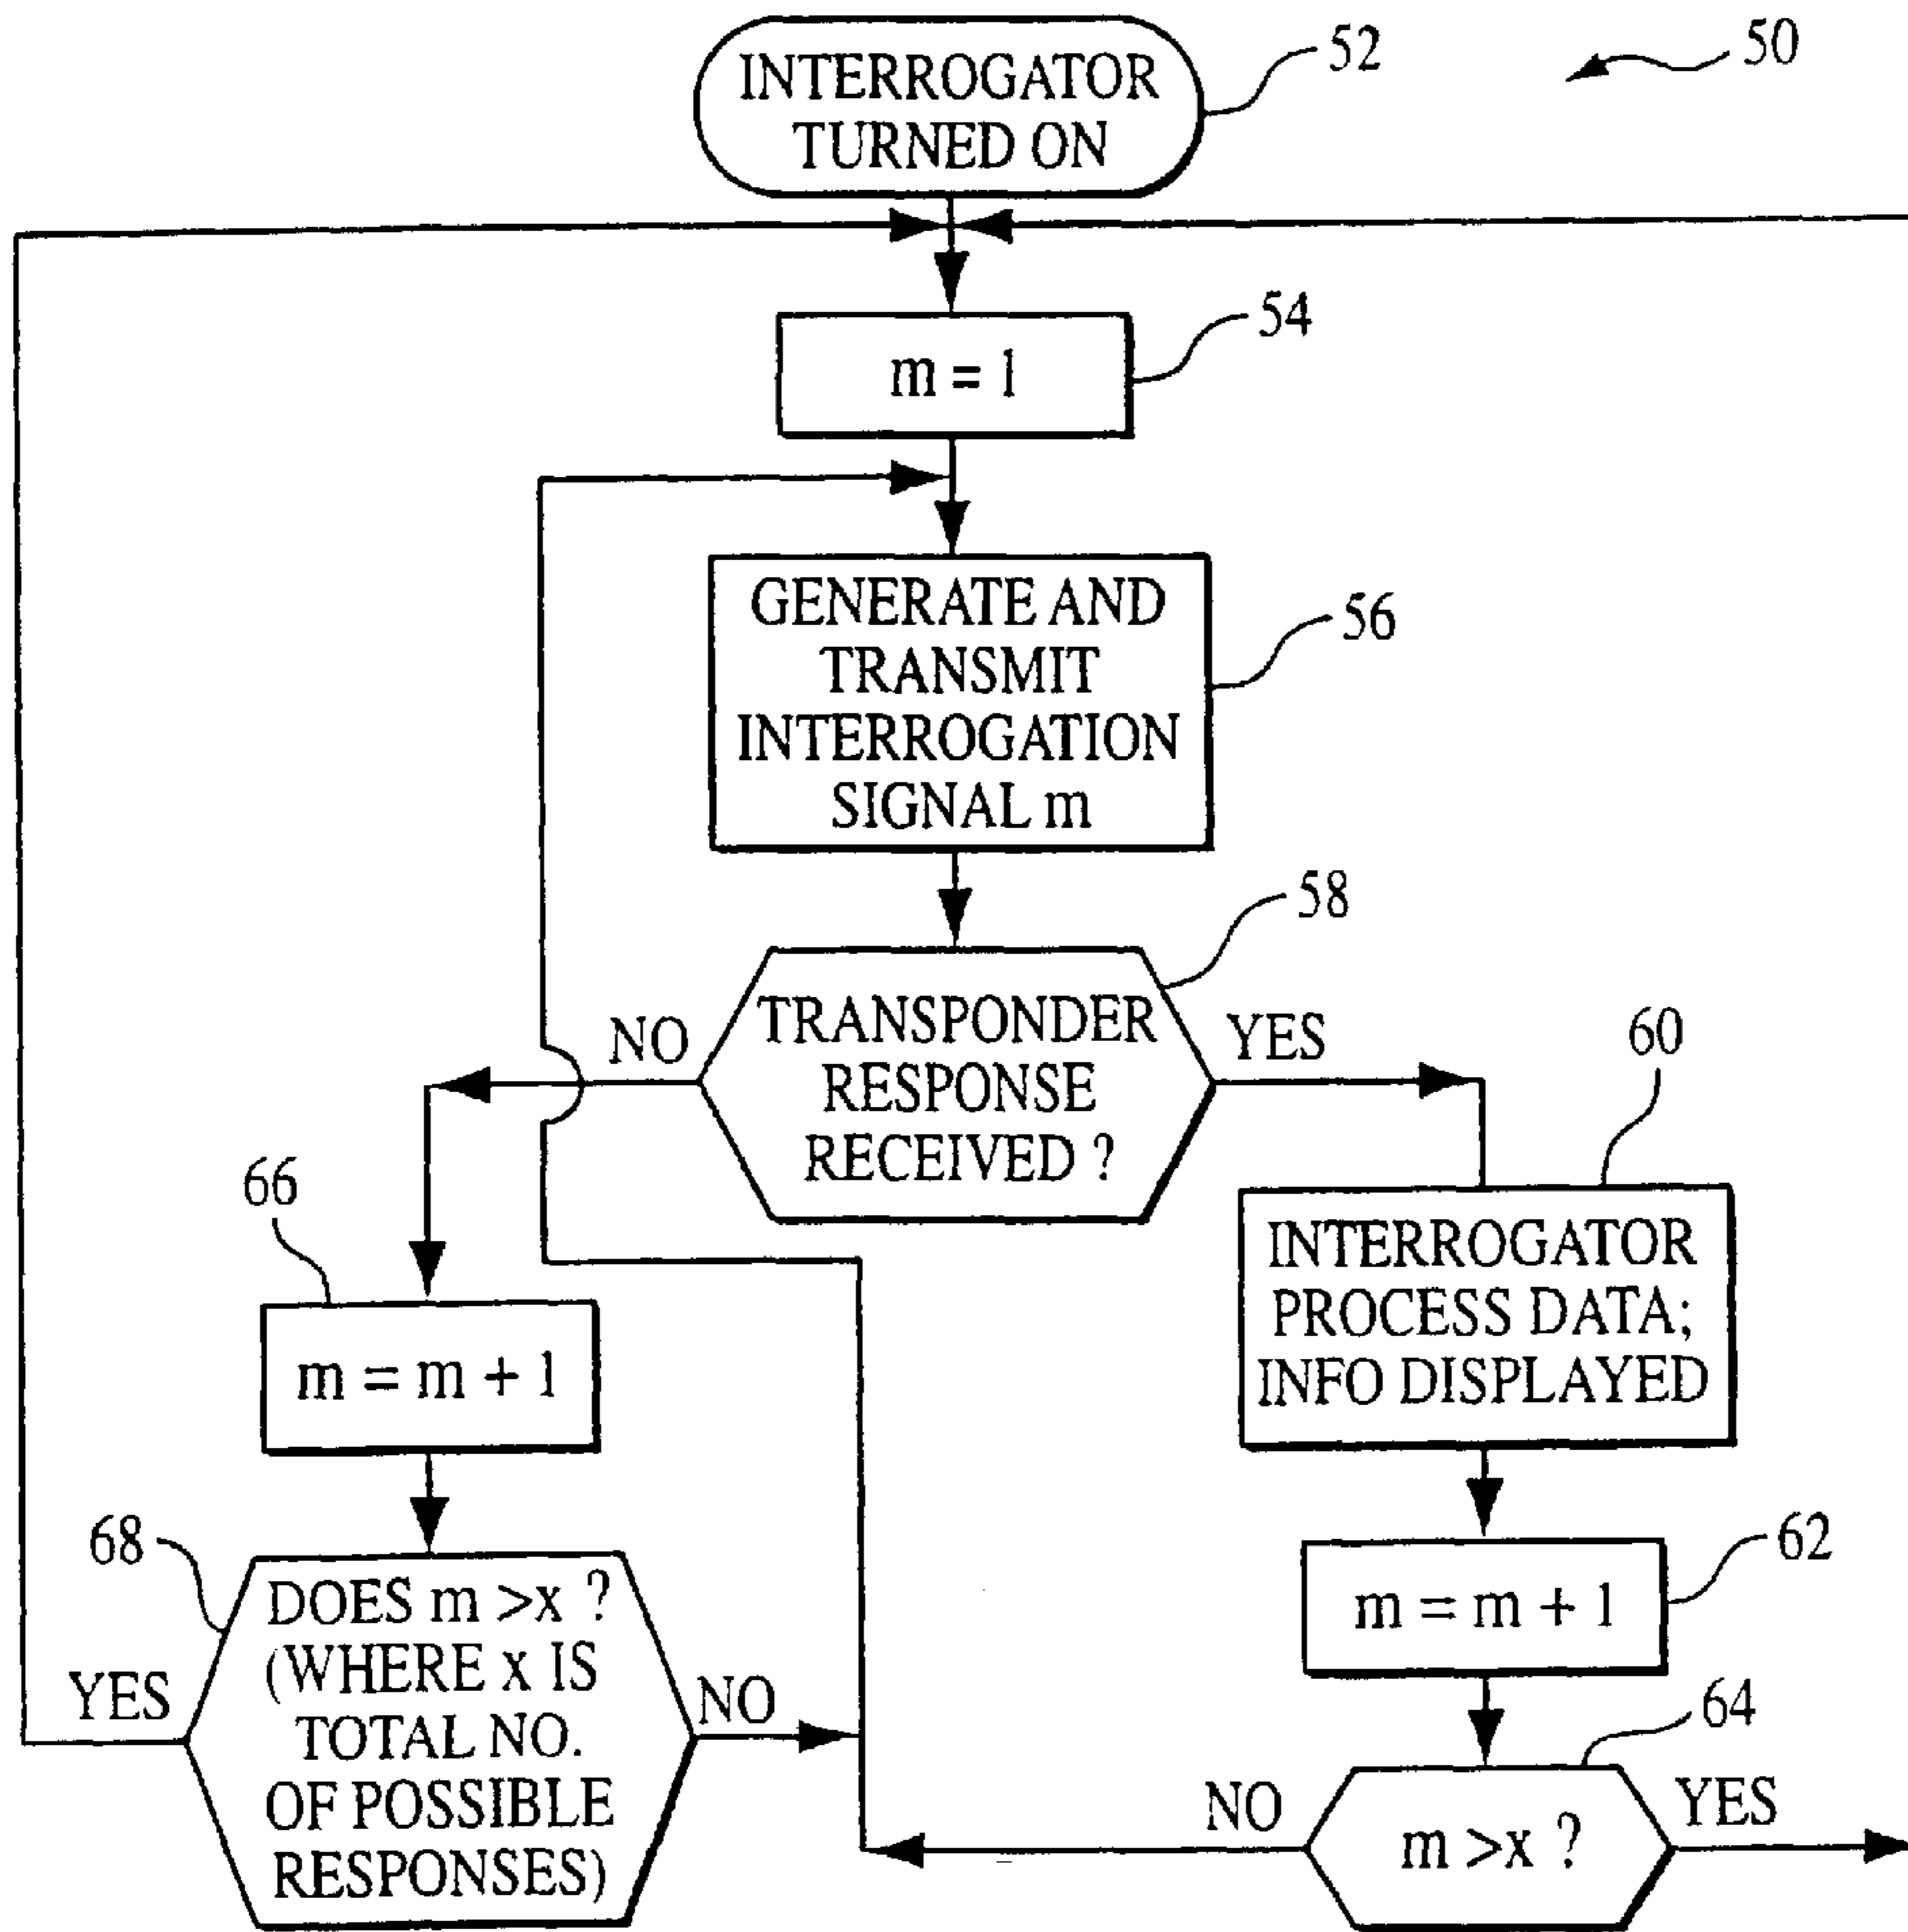 50
52
INTERROGATOR
TURNED ON
54
m = 1
56
GENERATE AND
TRANSMIT
INTERROGATION
SIGNAL m
58
TRANSPONDER
RESPONSE
RECEIVED ?
NO
YES
60
INTERROGATOR
PROCESS DATA;
INFO DISPLAYED
66
m = m + 1
62
m = m + 1
68
DOES m >x ?
(WHERE x IS
TOTAL NO.
OF POSSIBLE
RESPONSES)
YES
NO
64
m >x ?
NO
YES